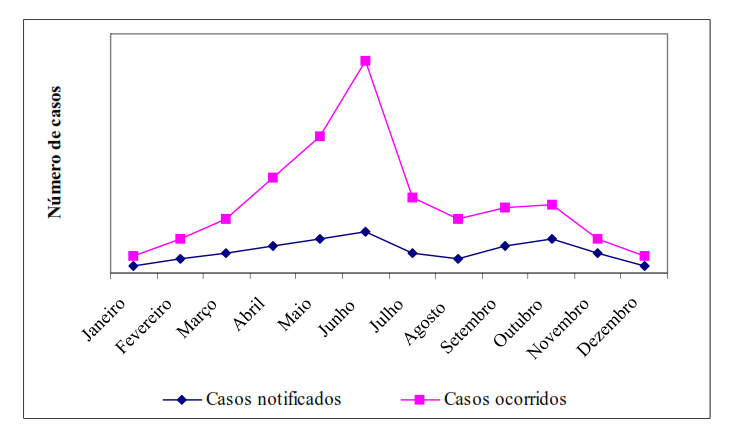 Número de casos
Janeiro
Fevereiro
Março
Abril
Maio
Junho
Julho
Agosto
Setembro
Outubro
Novembro
Dezembro
Casos notificados
Casos ocorridos